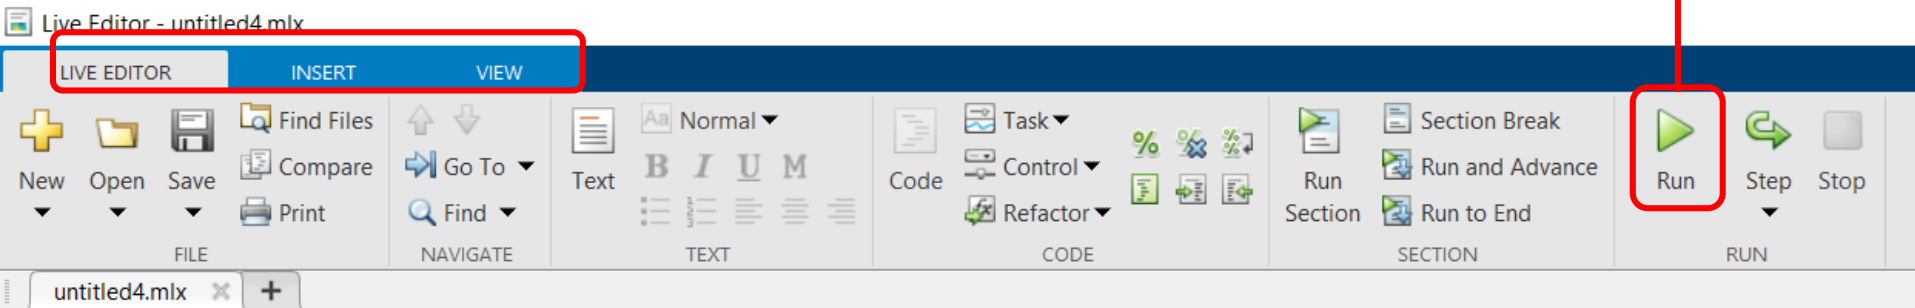 Live Editor - untitled4.mlx
LIVE EDITOR INSERT VIEW
Find Files Aa Normal Task % % % Section Break
Compare Go To B I U M Control Run and Advance
New Open Save Text Code Run Section Run Step Stop
Print Find Refactor Run to End
FILE NAVIGATE TEXT CODE SECTION RUN
untitled4.mlx